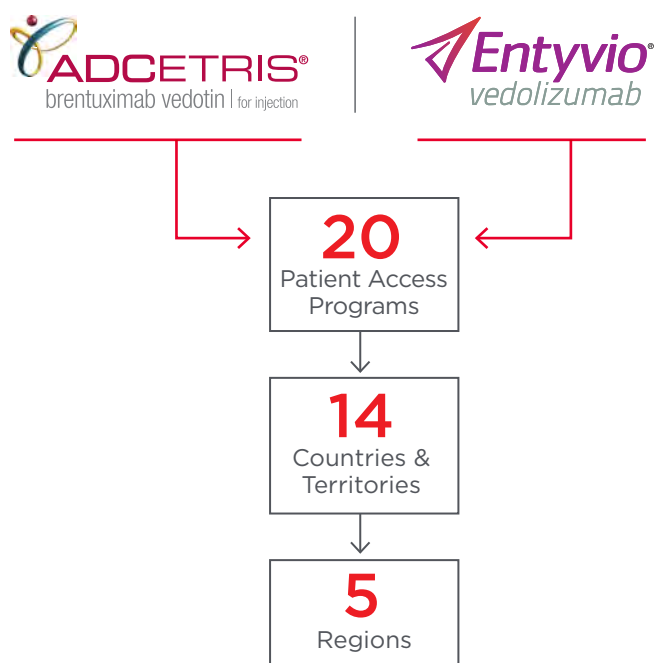 ADCETRIS®
brentuximab vedotin | for injection
Entyvio®
vedolizumab
20
Patient Access
Programs
14
Countries &
Territories
5
Regions